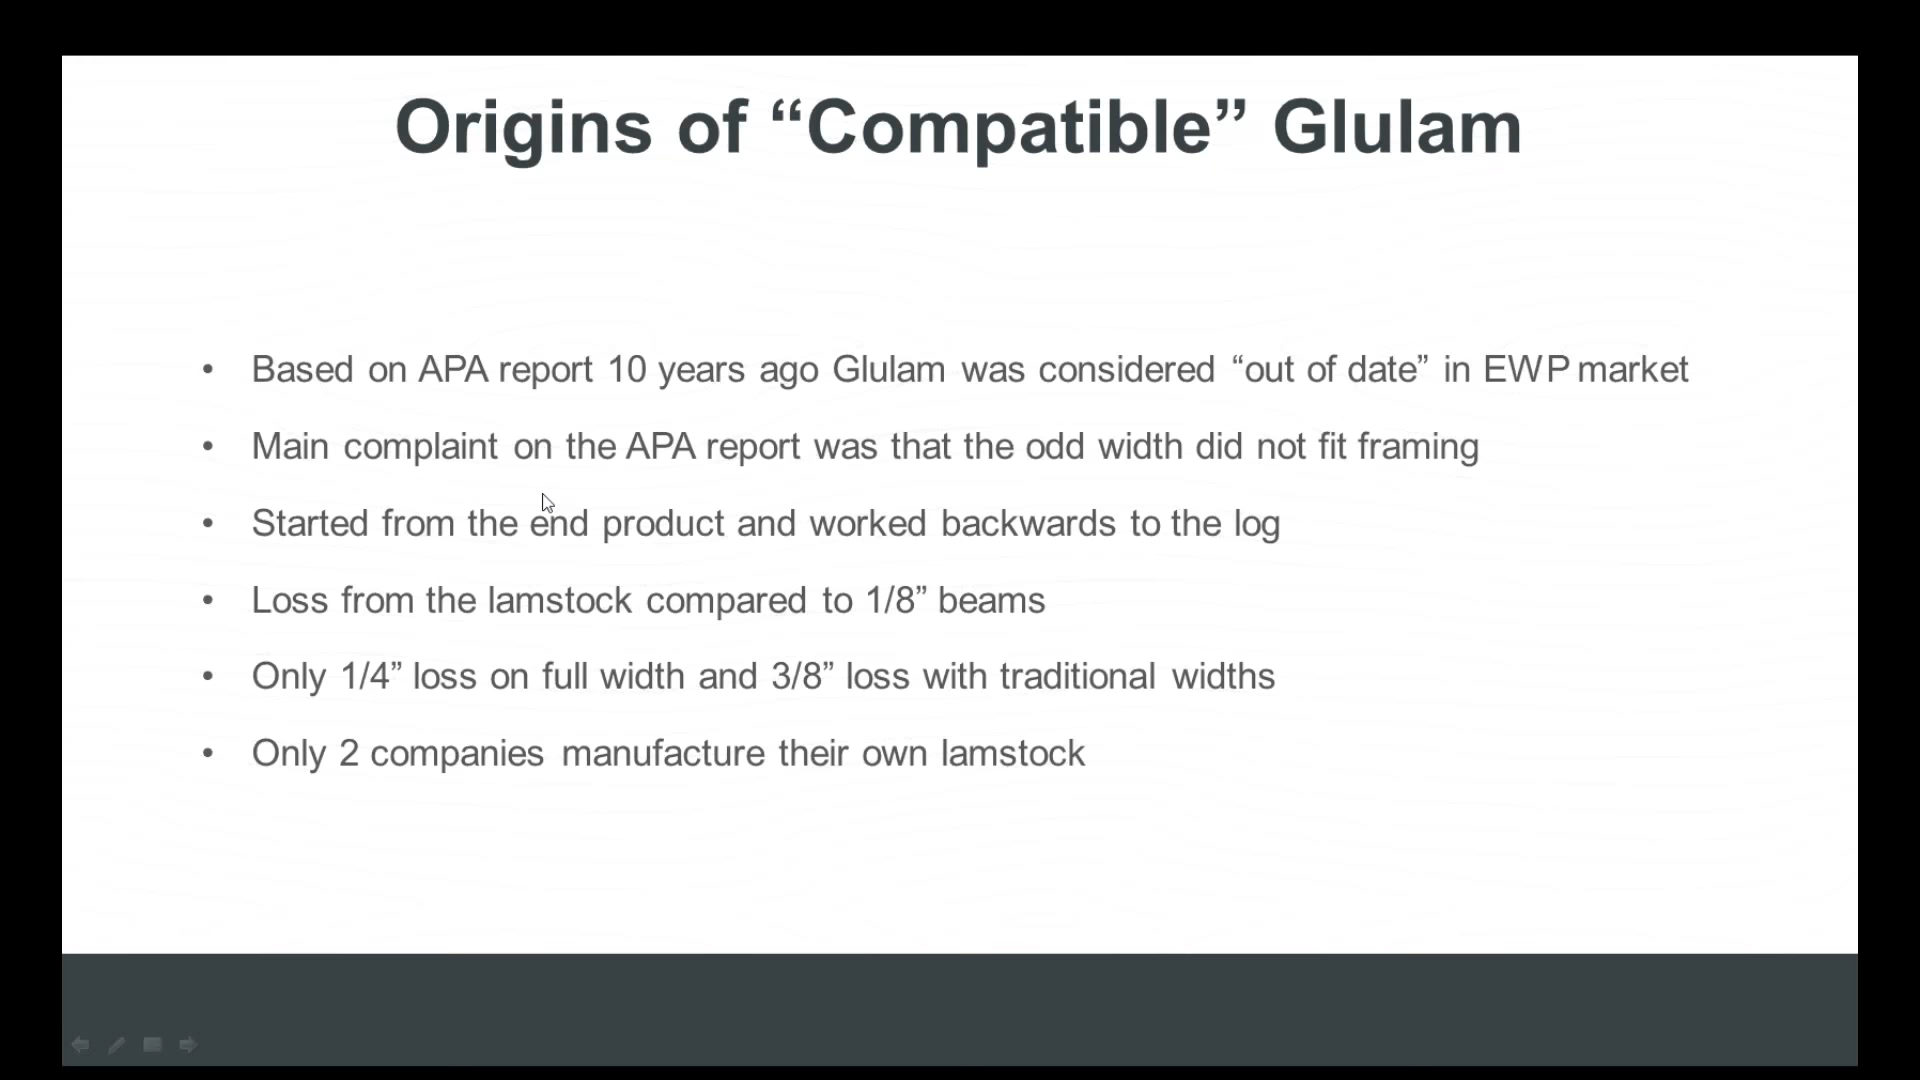 Origins of “Compatible” Glulam
• Based on APA report 10 years ago Glulam was considered “out of date” in EWP market
• Main complaint on the APA report was that the odd width did not fit framing
• Started from the end product and worked backwards to the log
• Loss from the lamstock compared to 1/8” beams
• Only 1/4” loss on full width and 3/8” loss with traditional widths
• Only 2 companies manufacture their own lamstock